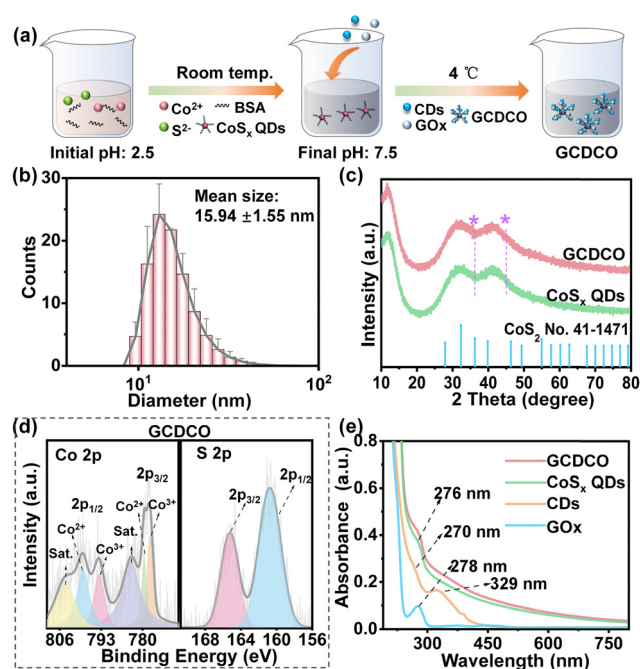 (a)
Room temp.
Co²⁺ BSA
S²⁻ CoSₓ QDs
Initial pH: 2.5
Final pH: 7.5
4 ℃
CDs
GOx
GCDCO
GCDCO
(b)
Mean size:
15.94 ±1.55 nm
Counts
30
20
10
0
10¹ 10²
Diameter (nm)
(c)
* *
GCDCO
CoSₓ QDs
CoS₂ No. 41-1471
Intensity (a.u.)
10 20 30 40 50 60 70 80
2 Theta (degree)
(d)
GCDCO
Co 2p
S 2p
2p₃/₂
2p₁/₂
Co²⁺
Co³⁺
Sat.
Co²⁺
Co³⁺
Sat.
2p₃/₂
2p₁/₂
Intensity (a.u.)
806 793 780 168 164 160 156
Binding Energy (eV)
(e)
GCDCO
CoSₓ QDs
CDs
GOx
276 nm
270 nm
278 nm
329 nm
Absorbance (a.u.)
0.8
0.6
0.4
0.2
0.0
300 450 600 750
Wavelength (nm)